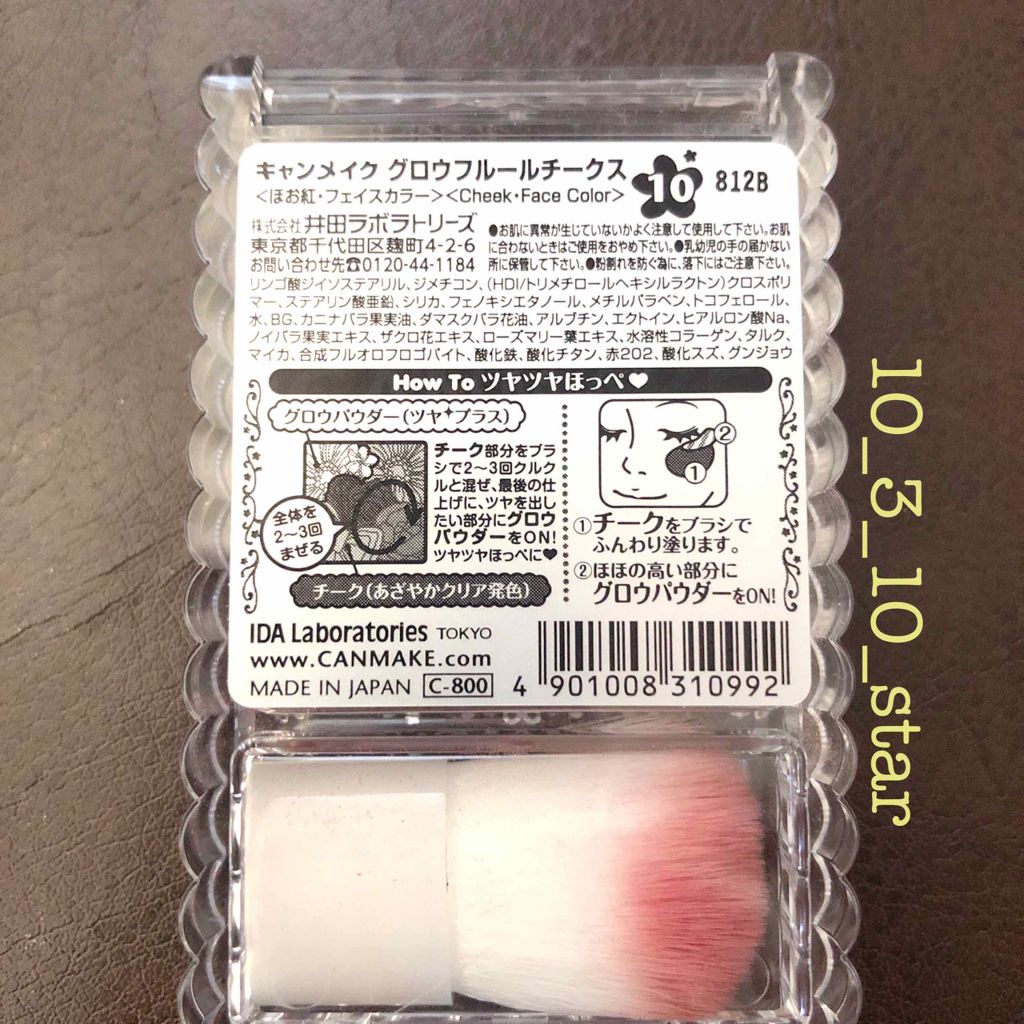 キャンメイク グロウフルールチークス
<ほお紅・フェイスカラー><Cheek・Face Color>
10
812B
株式会社 井田ラボラトリーズ
東京都千代田区麹町4-2-6
お問い合わせ先☎0120-44-1184
●お肌に異常が生じていないかよく注意して使用して下さい。お肌
に合わないときはご使用をおやめ下さい。●乳幼児の手の届かない
所に保管して下さい。●粉割れを防ぐ為に、落下にはご注意下さい。
リンゴ酸ジイソステアリル、ジメチコン、(HDI/トリメチロールヘキシルラクトン)クロスポリ
マー、ステアリン酸亜鉛、シリカ、フェノキシエタノール、メチルパラベン、トコフェロール、
水、BG、カニナバラ果実油、ダマスクバラ花油、アルブチン、エクトイン、ヒアルロン酸Na、
ノイバラ果実エキス、ザクロ花エキス、ローズマリー葉エキス、水溶性コラーゲン、タルク、
マイカ、合成フルオロフロゴパイト、酸化鉄、酸化チタン、赤202、酸化スズ、グンジョウ
How To ツヤツヤほっぺ♥
グロウパウダー(ツヤ✦プラス)
全体を
2〜3回
まぜる
チーク部分をブラ
シで2〜3回クルク
ルと混ぜ、最後の仕
上げに、ツヤを出し
たい部分にグロウ
パウダーをON!
ツヤツヤほっぺに♥
チーク(あざやかクリア発色)
②
①
①チークをブラシで
ふんわり塗ります。
②ほほの高い部分に
グロウパウダーをON!
IDA Laboratories TOKYO
www.CANMAKE.com
MADE IN JAPAN C-800
4 901008 310992
10_3_10_star